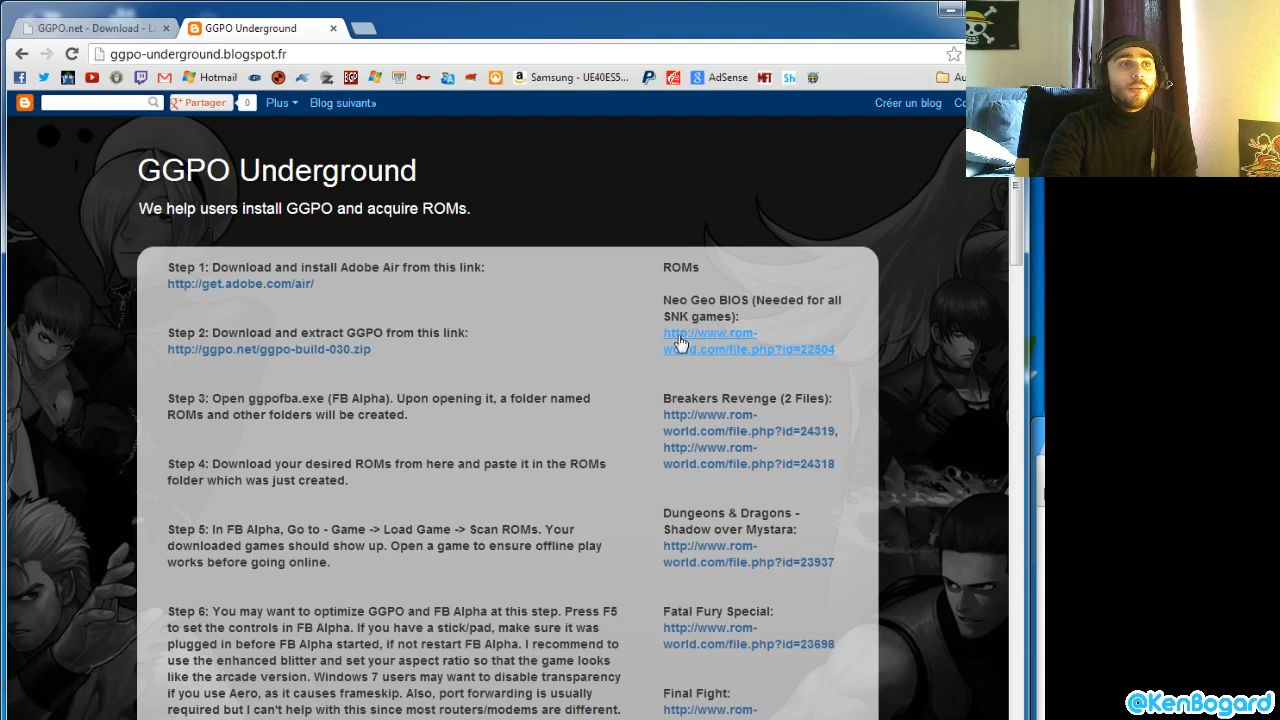 GGPO.net - Download - L
GGPO Underground
ggpo-underground.blogspot.fr
Hotmail
Samsung - UE40ES5...
AdSense
Partager
0
Plus
Blog suivant»
Créer un blog
GGPO Underground
We help users install GGPO and acquire ROMs.
Step 1: Download and install Adobe Air from this link:
http://get.adobe.com/air/
Step 2: Download and extract GGPO from this link:
http://ggpo.net/ggpo-build-030.zip
Step 3: Open ggpofba.exe (FB Alpha). Upon opening it, a folder named
ROMs and other folders will be created.
Step 4: Download your desired ROMs from here and paste it in the ROMs
folder which was just created.
Step 5: In FB Alpha, Go to - Game -> Load Game -> Scan ROMs. Your
downloaded games should show up. Open a game to ensure offline play
works before going online.
Step 6: You may want to optimize GGPO and FB Alpha at this step. Press F5
to set the controls in FB Alpha. If you have a stick/pad, make sure it was
plugged in before FB Alpha started, if not restart FB Alpha. I recommend to
use the enhanced blitter and set your aspect ratio so that the game looks
like the arcade version. Windows 7 users may want to disable transparency
if you use Aero, as it causes frameskip. Also, port forwarding is usually
required but I can't help with this since most routers/modems are different.
ROMs
Neo Geo BIOS (Needed for all
SNK games):
http://www.rom-
world.com/file.php?id=22504
Breakers Revenge (2 Files):
http://www.rom-
world.com/file.php?id=24319,
http://www.rom-
world.com/file.php?id=24318
Dungeons & Dragons -
Shadow over Mystara:
http://www.rom-
world.com/file.php?id=23937
Fatal Fury Special:
http://www.rom-
world.com/file.php?id=23698
Final Fight:
http://www.rom-
@KenBogard